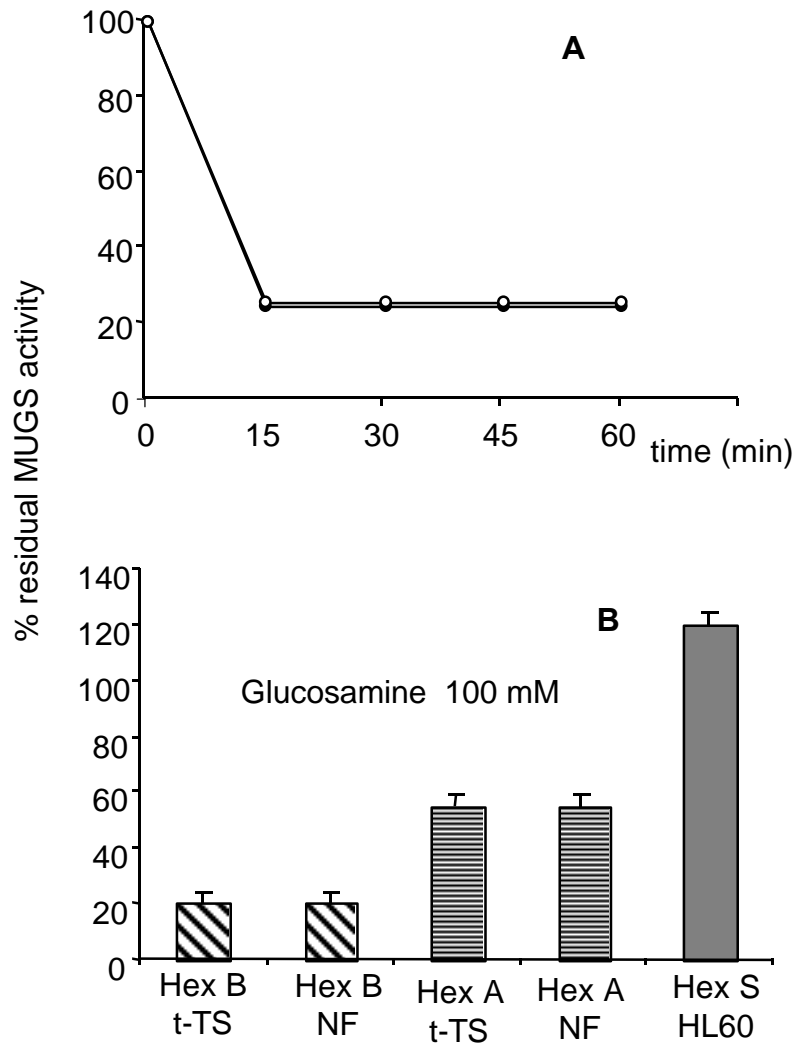 % residual MUGS activity
A
100
80
60
40
20
0
0 15 30 45 60 time (min)
B
140
120
100
80
60
40
20
0
Glucosamine 100 mM
Hex B Hex B Hex A Hex A Hex S
t-TS NF t-TS NF HL60